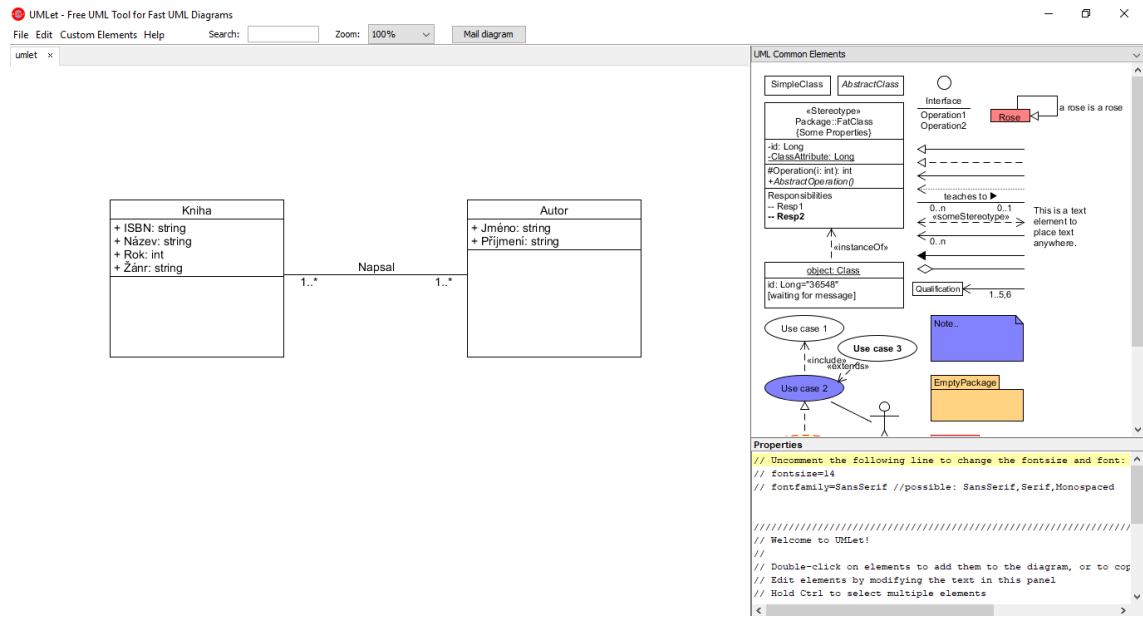 UMLet - Free UML Tool for Fast UML Diagrams
File Edit Custom Elements Help Search: Zoom: 100% Mail diagram
umlet ×
Kniha
+ ISBN: string
+ Název: string
+ Rok: int
+ Žánr: string
Napsal
1..* 1..*
Autor
+ Jméno: string
+ Příjmení: string
UML Common Elements
SimpleClass
AbstractClass
Interface
Operation1
Operation2
Rose
a rose is a rose
«Stereotype»
Package::FatClass
{Some Properties}
-id: Long
-ClassAttribute: Long
#Operation(i: int): int
+AbstractOperation()
Responsibilities
-- Resp1
-- Resp2
teaches to ▶
0..n 0..1
«someStereotype»
0..n
This is a text
element to
place text
anywhere.
«instanceOf»
object: Class
id: Long="36548"
[waiting for message]
Qualification
1..5,6
Use case 1
Use case 3
«include»
«extends»
Use case 2
Note..
EmptyPackage
Properties
// Uncomment the following line to change the fontsize and font:
// fontsize=14
// fontfamily=SansSerif //possible: SansSerif,Serif,Monospaced
//////////////////////////////////////////////////////////////////
// Welcome to UMLet!
//
// Double-click on elements to add them to the diagram, or to cop
// Edit elements by modifying the text in this panel
// Hold Ctrl to select multiple elements